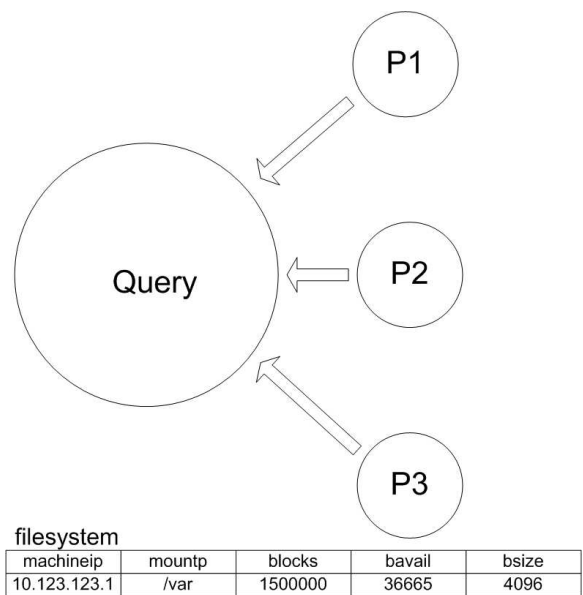 P1
Query
P2
P3
filesystem
machineip mountp blocks bavail bsize
10.123.123.1 /var 1500000 36665 4096